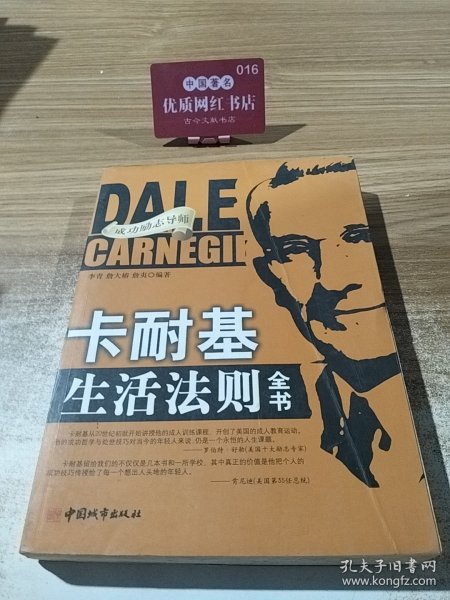 016
中国著名
优质网红书店
古今文献书店
DALE
成功励志导师
CARNEGIE
李青 詹大椿 詹贞◎编著
卡耐基
生活法则全书
卡耐基从20世纪初就开始讲授他的成人训练课程，开创了美国的成人教育运动。
他的成功哲学与处世技巧对当今的年轻人来说，仍是一个永恒的人生课题。
——罗伯特·舒勒(美国十大励志专家)
卡耐基留给我们的不仅仅是几本书和一所学校，其中真正的价值是他把个人的
成功技巧传授给了每一个想出人头地的年轻人。
——肯尼迪(美国第35任总统)
中国城市出版社
孔夫子旧书网
www.kongfz.com